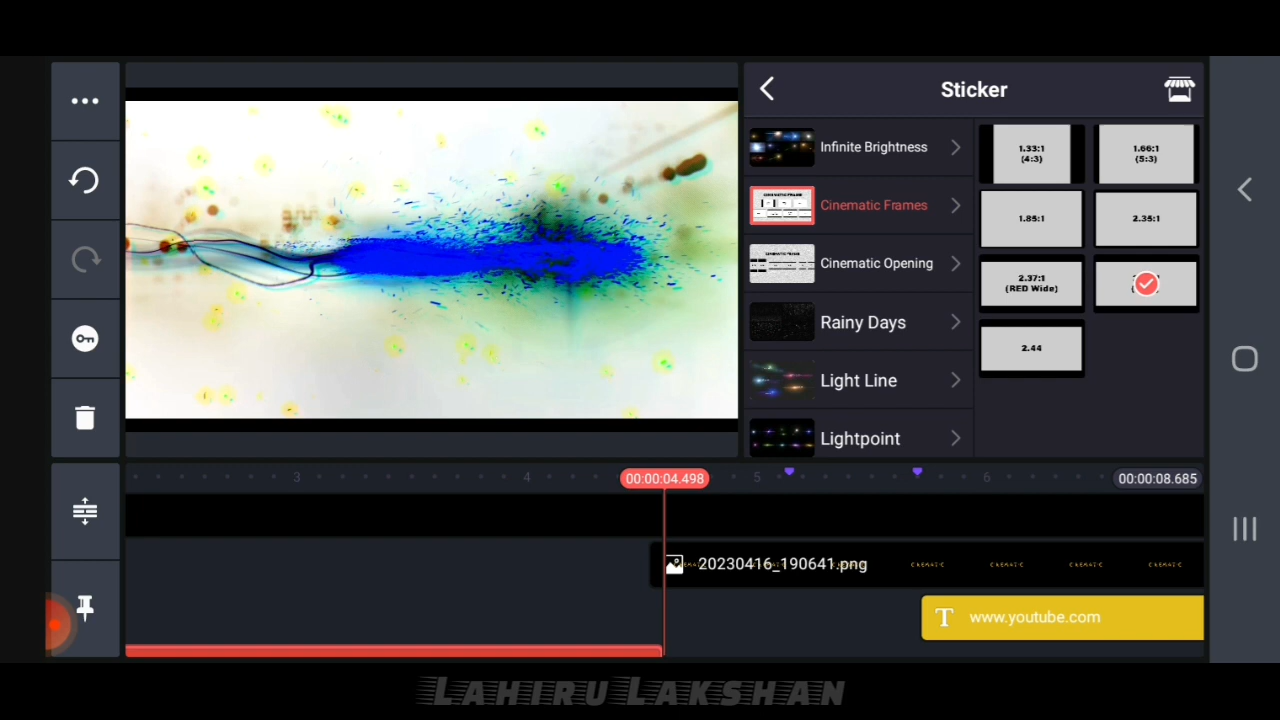 Sticker
Infinite Brightness
Cinematic Frames
Cinematic Opening
Rainy Days
Light Line
Lightpoint
1.33:1
(4:3)
1.66:1
(5:3)
1.85:1
2.35:1
2.37:1
(RED Wide)
2.44
3
4
00:00:04.498
5
6
00:00:08.685
20230416_190641.png
T www.youtube.com
LAHIRU LAKSHAN